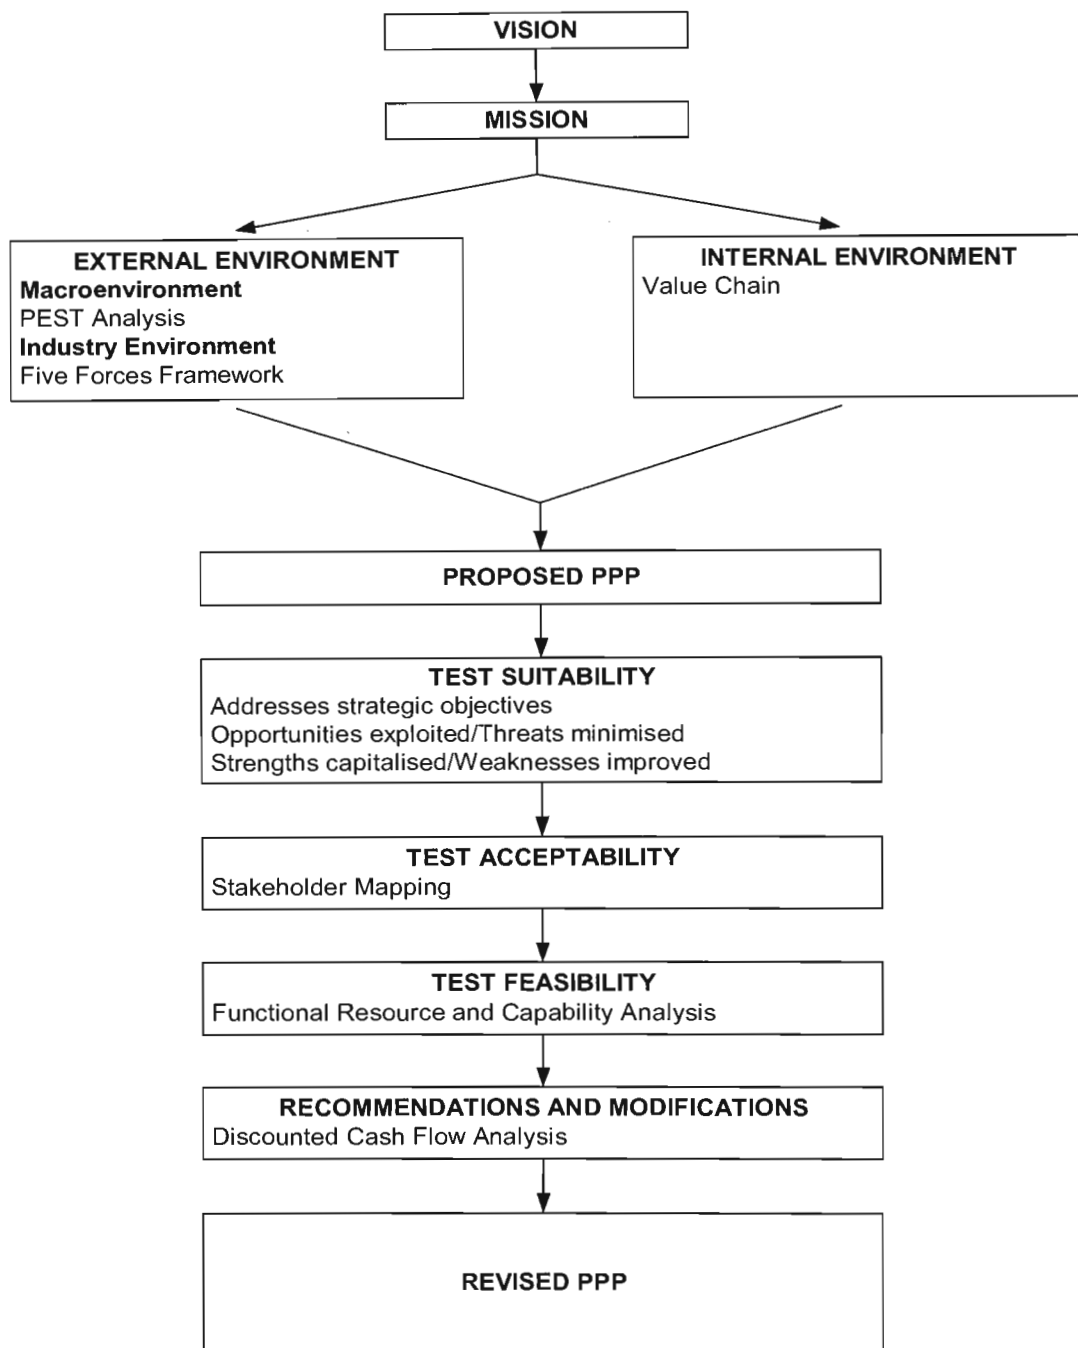 VISION
MISSION
EXTERNAL ENVIRONMENT
Macroenvironment
PEST Analysis
Industry Environment
Five Forces Framework
INTERNAL ENVIRONMENT
Value Chain
PROPOSED PPP
TEST SUITABILITY
Addresses strategic objectives
Opportunities exploited/Threats minimised
Strengths capitalised/Weaknesses improved
TEST ACCEPTABILITY
Stakeholder Mapping
TEST FEASIBILITY
Functional Resource and Capability Analysis
RECOMMENDATIONS AND MODIFICATIONS
Discounted Cash Flow Analysis
REVISED PPP